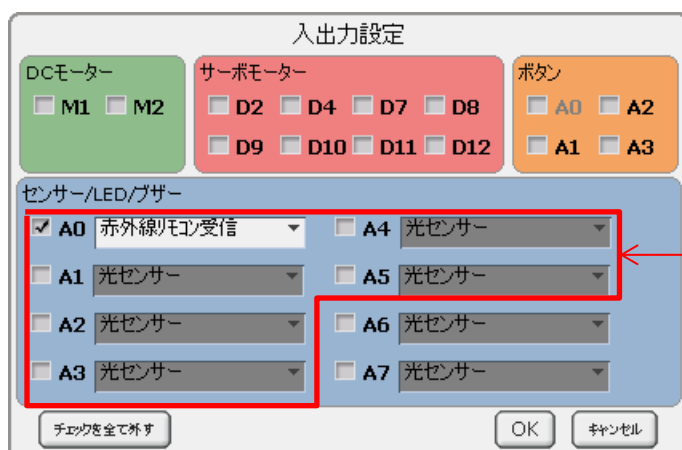 入出力設定
DCモーター
M1 M2
サーボモーター
D2 D4 D7 D8
D9 D10 D11 D12
ボタン
A0 A2
A1 A3
センサー/LED/ブザー
A0 赤外線リモコン受信 A4 光センサー
A1 光センサー A5 光センサー
A2 光センサー A6 光センサー
A3 光センサー A7 光センサー
チェックを全て外す OK キャンセル